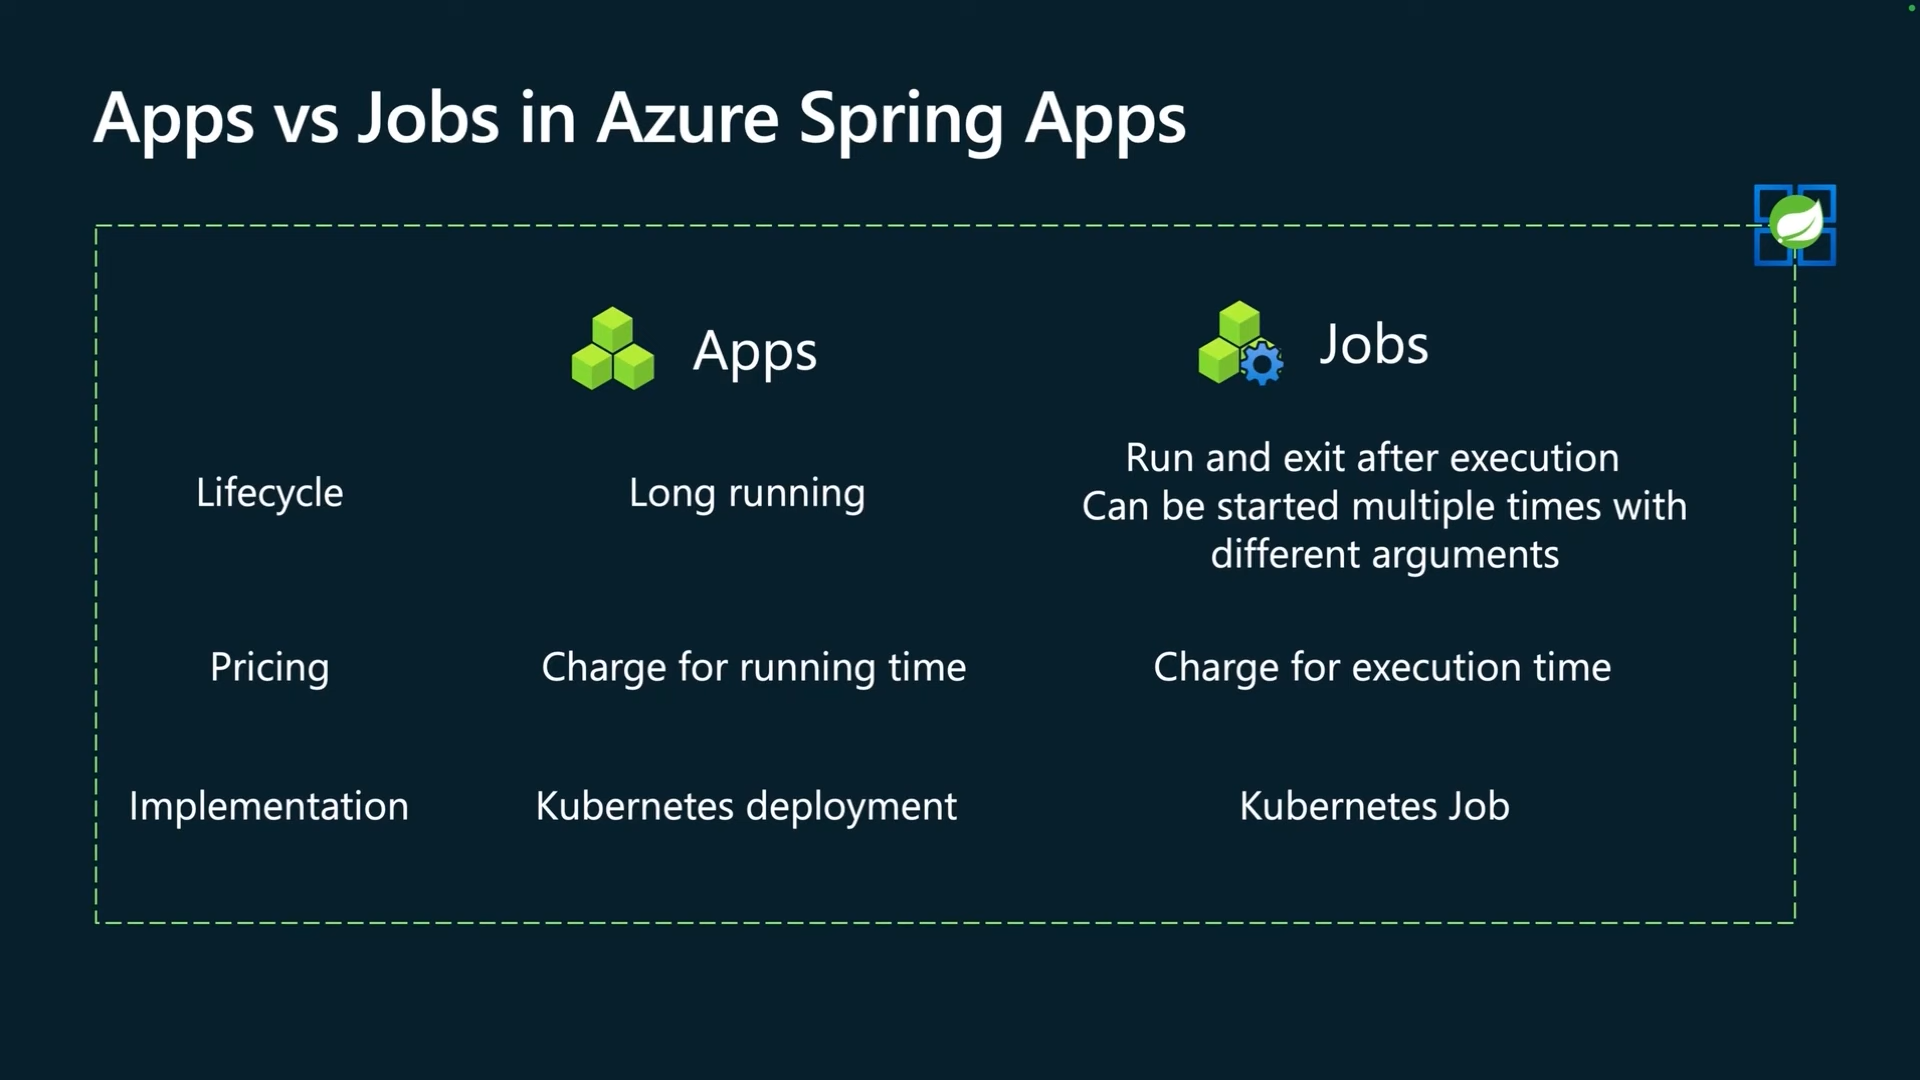 Apps vs Jobs in Azure Spring Apps
Apps
Jobs
Lifecycle
Long running
Run and exit after execution
Can be started multiple times with
different arguments
Pricing
Charge for running time
Charge for execution time
Implementation
Kubernetes deployment
Kubernetes Job